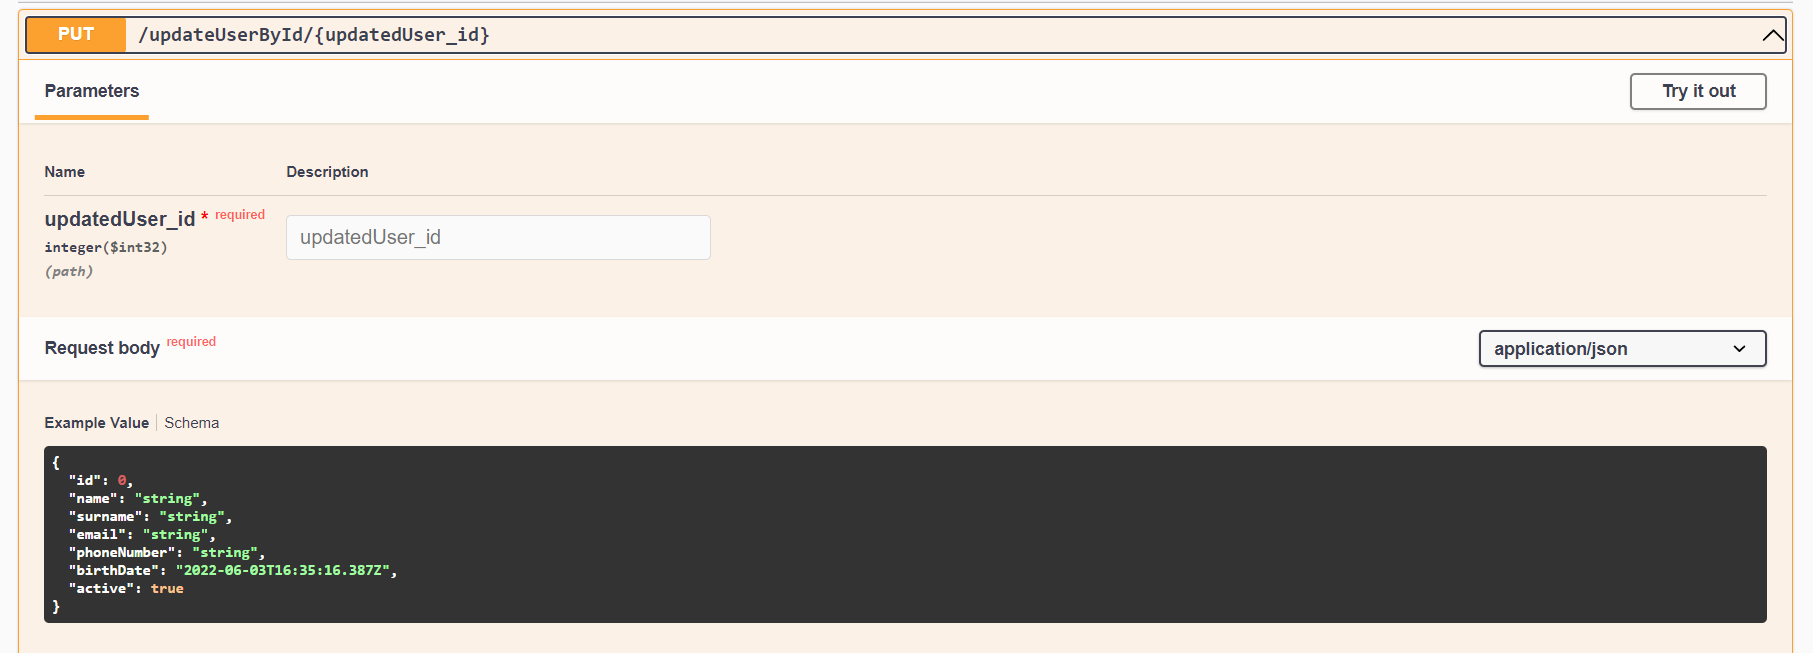 PUT /updateUserById/{updatedUser_id}
Parameters
Try it out
Name Description
updatedUser_id * required
updatedUser_id
integer($int32)
(path)
Request body required
application/json
Example Value Schema
{
"id": 0,
"name": "string",
"surname": "string",
"email": "string",
"phoneNumber": "string",
"birthDate": "2022-06-03T16:35:16.387Z",
"active": true
}